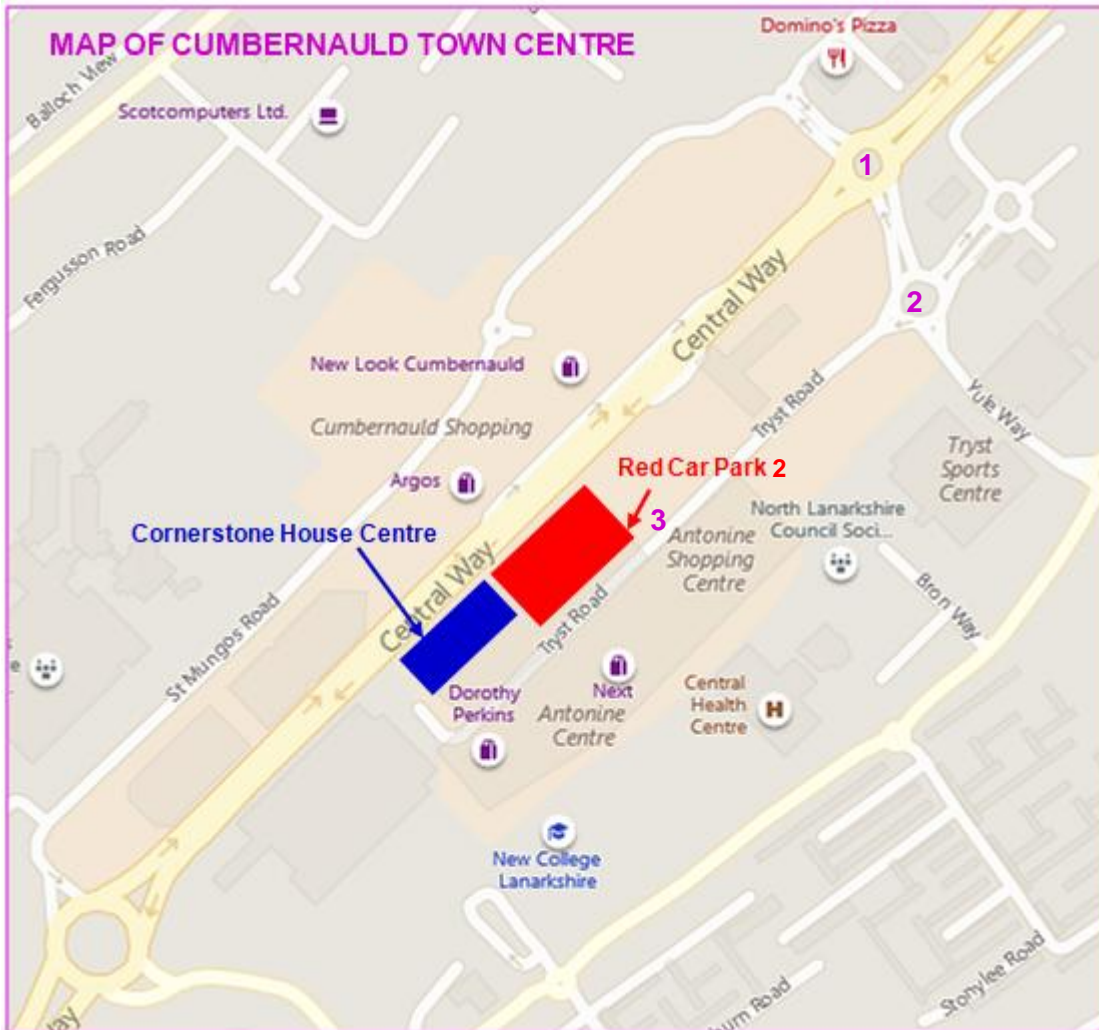 MAP OF CUMBERNAULD TOWN CENTRE
Domino's Pizza
Balloch View
Scotcomputers Ltd.
1
Fergusson Road
2
Central Way
New Look Cumbernauld
Tryst Road
Yule Way
Cumbernauld Shopping
Tryst
Sports
Centre
Red Car Park 2
Argos
3
North Lanarkshire
Council Soci...
Cornerstone House Centre
Antonine
Shopping
Centre
Central Way
Bron Way
Tryst Road
St Mungos Road
Next
Dorothy
Perkins
Antonine
Centre
Central
Health
Centre
H
New College
Lanarkshire
Stonylee Road